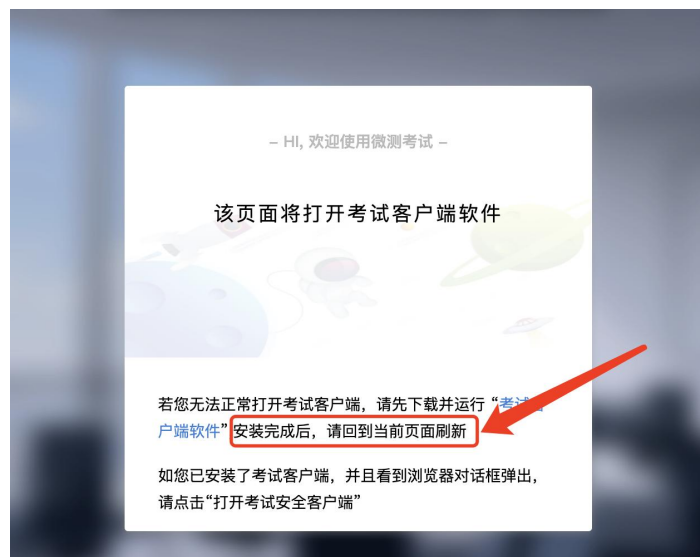 – HI, 欢迎使用微测考试 –
该页面将打开考试客户端软件
若您无法正常打开考试客户端，请先下载并运行 “考试客
户端软件” 安装完成后，请回到当前页面刷新
如您已安装了考试客户端，并且看到浏览器对话框弹出，
请点击“打开考试安全客户端”